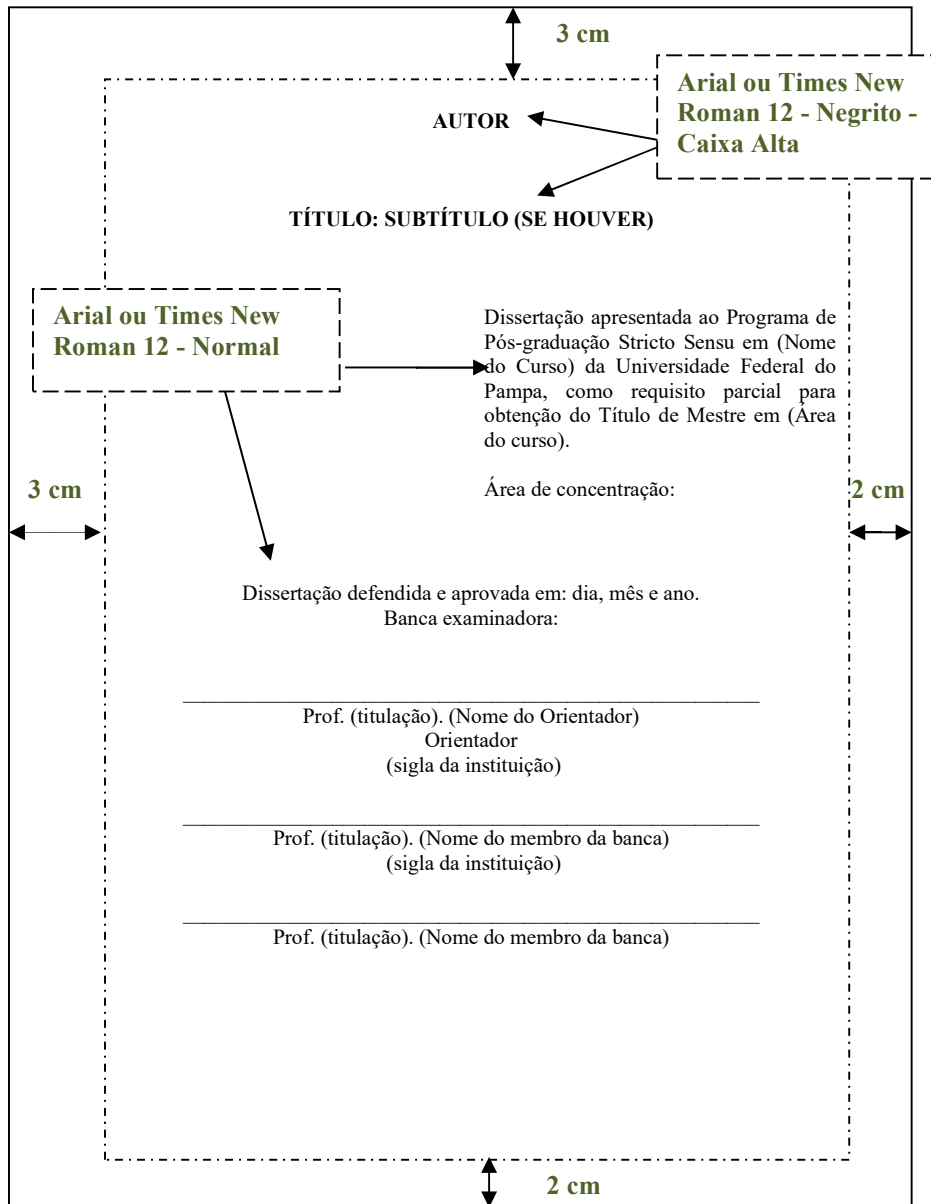 3 cm
Arial ou Times New
Roman 12 - Negrito -
Caixa Alta
AUTOR
TÍTULO: SUBTÍTULO (SE HOUVER)
Arial ou Times New
Roman 12 - Normal
Dissertação apresentada ao Programa de
Pós-graduação Stricto Sensu em (Nome
do Curso) da Universidade Federal do
Pampa, como requisito parcial para
obtenção do Título de Mestre em (Área
do curso).
Área de concentração:
3 cm
2 cm
Dissertação defendida e aprovada em: dia, mês e ano.
Banca examinadora:
Prof. (titulação). (Nome do Orientador)
Orientador
(sigla da instituição)
Prof. (titulação). (Nome do membro da banca)
(sigla da instituição)
Prof. (titulação). (Nome do membro da banca)
2 cm